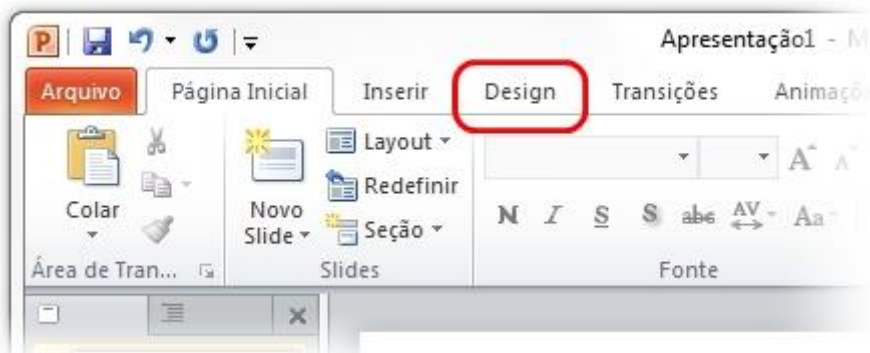 Apresentação1 - M
Arquivo Página Inicial Inserir Design Transições Animaçõ
Layout
Redefinir
Colar Novo Slide Seção N I S S abc AV Aa
Área de Tran... Slides Fonte